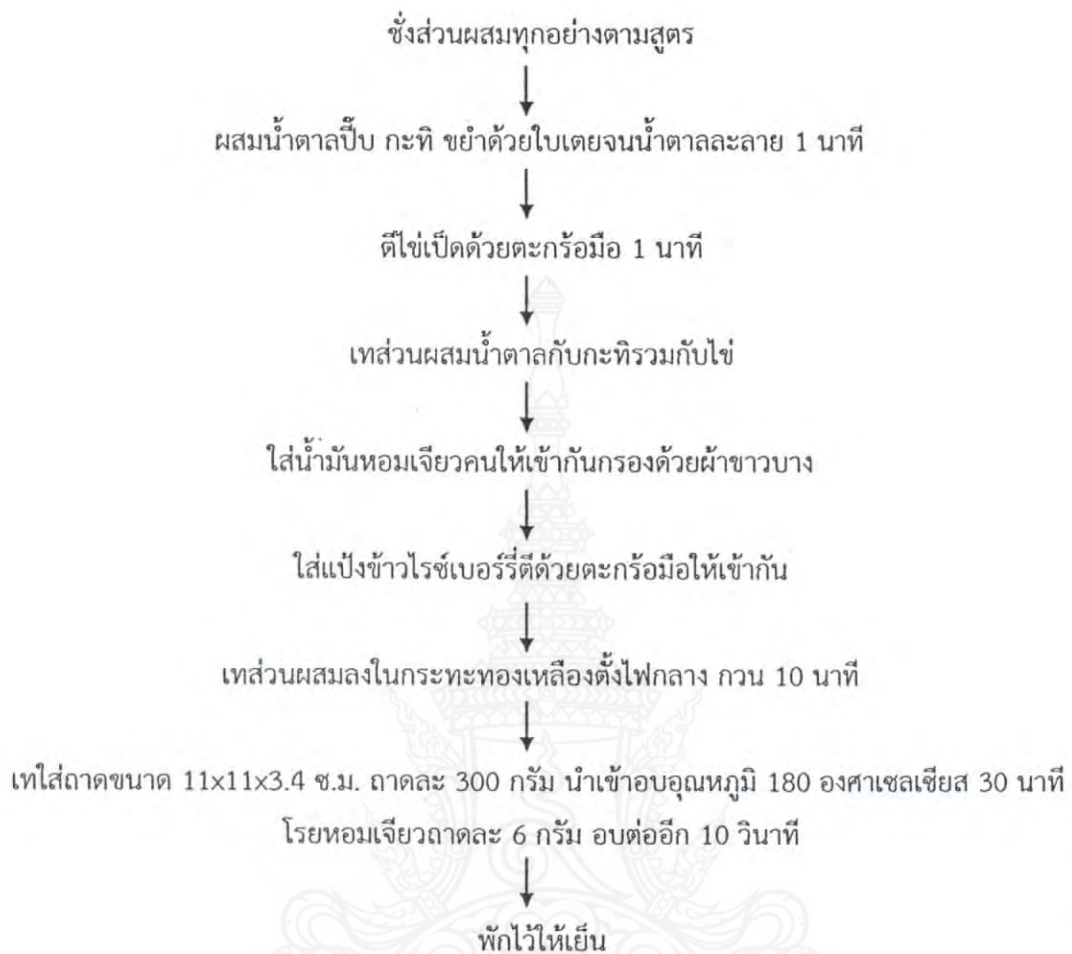 ชั่งส่วนผสมทุกอย่างตามสูตร
ผสมน้ำตาลปี๊บ กะทิ ขยำด้วยใบเตยจนน้ำตาลละลาย 1 นาที
ตีไข่เป็ดด้วยตะกร้อมือ 1 นาที
เทส่วนผสมน้ำตาลกับกะทิรวมกับไข่
ใส่น้ำมันหอมเจียวคนให้เข้ากันกรองด้วยผ้าขาวบาง
ใส่แป้งข้าวไรซ์เบอร์รี่ตีด้วยตะกร้อมือให้เข้ากัน
เทส่วนผสมลงในกระทะทองเหลืองตั้งไฟกลาง กวน 10 นาที
เทใส่ถาดขนาด 11x11x3.4 ซ.ม. ถาดละ 300 กรัม นำเข้าอบอุณหภูมิ 180 องศาเซลเซียส 30 นาที
โรยหอมเจียวถาดละ 6 กรัม อบต่ออีก 10 วินาที
พักไว้ให้เย็น